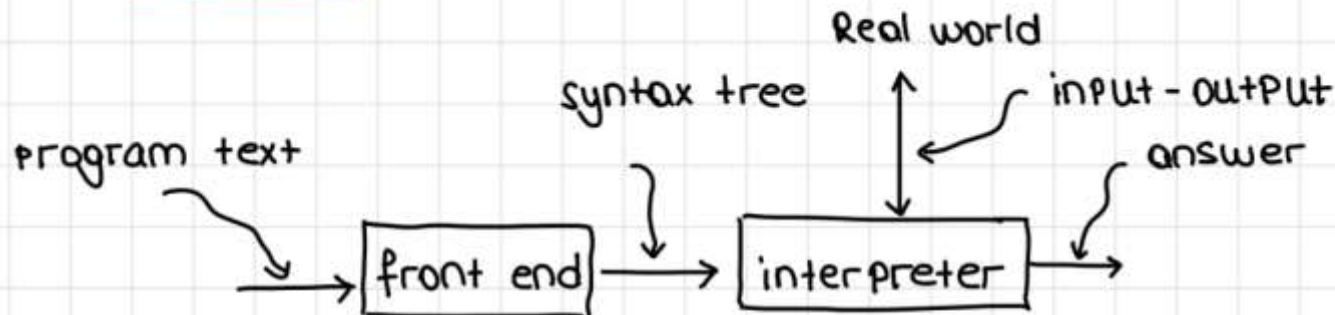 Real world
syntax tree
input - output
program text
answer
front end
interpreter